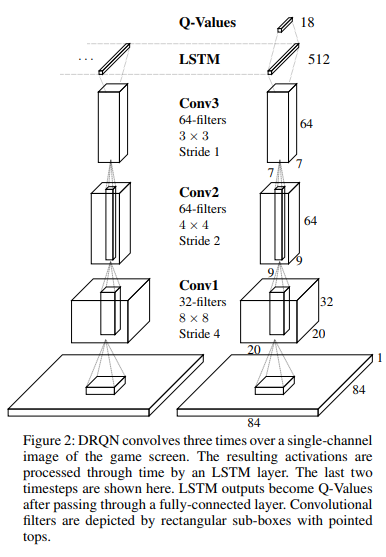 Q-Values
18
...
LSTM
512
Conv3
64-filters
3 × 3
Stride 1
64
7
7
Conv2
64-filters
4 × 4
Stride 2
64
9
9
Conv1
32-filters
8 × 8
Stride 4
32
20
20
1
84
84
Figure 2: DRQN convolves three times over a single-channel
image of the game screen. The resulting activations are
processed through time by an LSTM layer. The last two
timesteps are shown here. LSTM outputs become Q-Values
after passing through a fully-connected layer. Convolutional
filters are depicted by rectangular sub-boxes with pointed
tops.